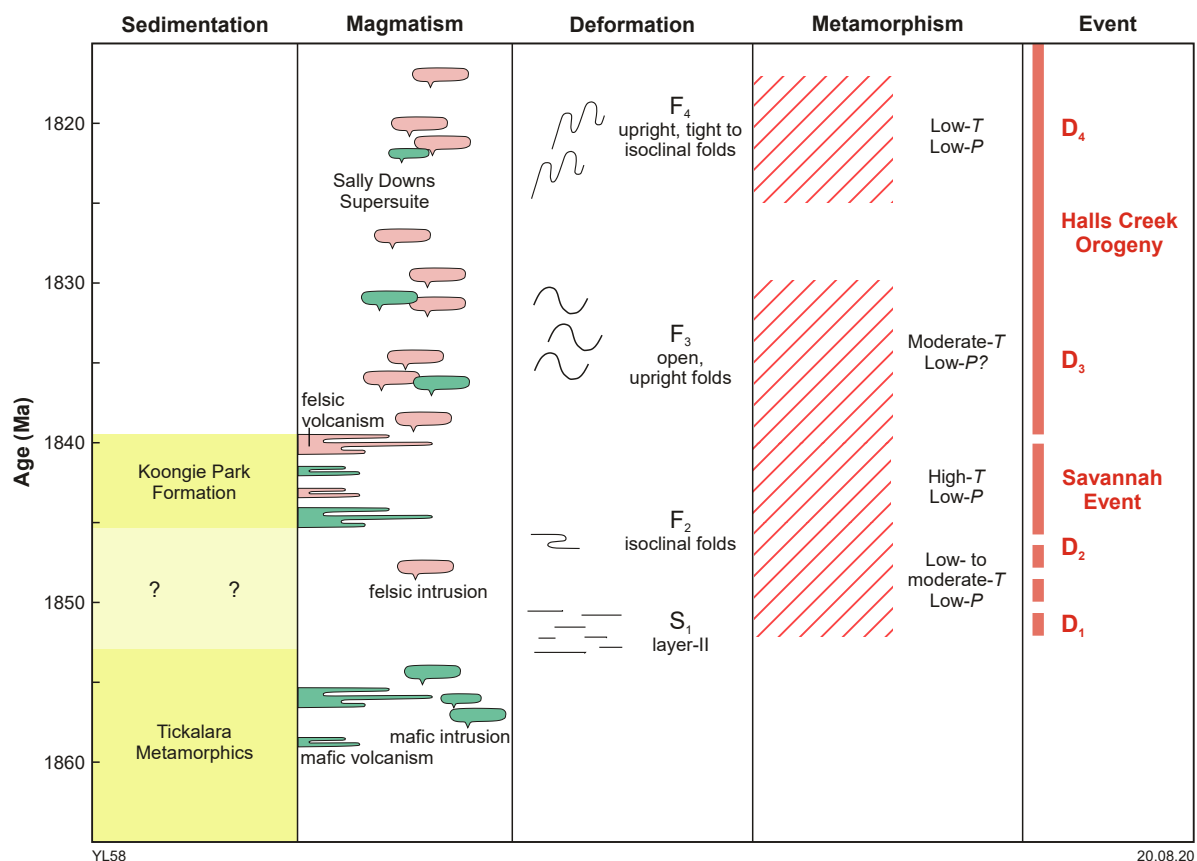 Sedimentation
Magmatism
Deformation
Metamorphism
Event
Age (Ma)
1820
1830
1840
1850
1860
Koongie Park
Formation
? ?
Tickalara
Metamorphics
Sally Downs
Supersuite
felsic
volcanism
felsic intrusion
mafic intrusion
mafic volcanism
F₄
upright, tight to
isoclinal folds
F₃
open,
upright folds
F₂
isoclinal folds
S₁
layer-II
Low-T
Low-P
Moderate-T
Low-P?
High-T
Low-P
Low- to
moderate-T
Low-P
D₄
Halls Creek
Orogeny
D₃
Savannah
Event
D₂
D₁
YL58
20.08.20